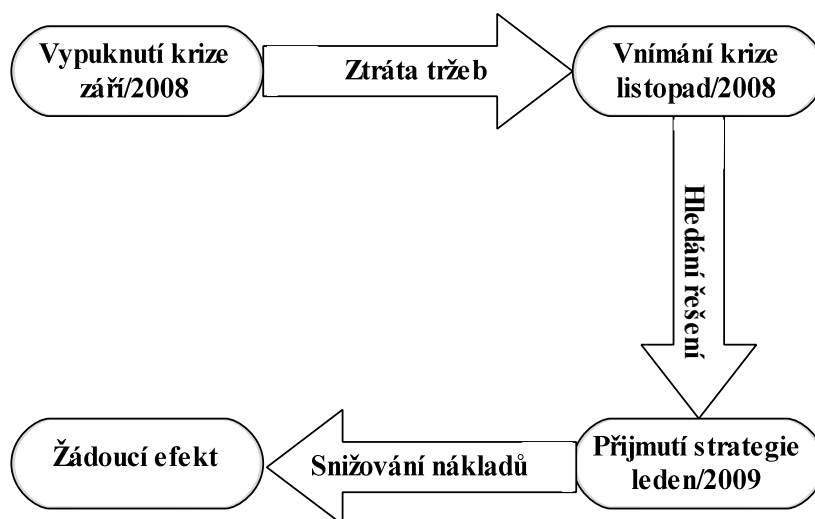 Vypuknutí krize
září/2008
Ztráta tržeb
Vnímání krize
listopad/2008
Hledání řešení
Přijmutí strategie
leden/2009
Snižování nákladů
Žádoucí efekt